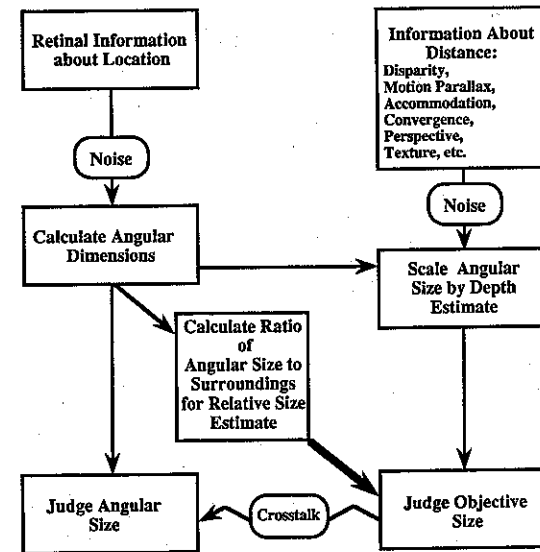 Retinal Information
about Location
Information About
Distance:
Disparity,
Motion Parallax,
Accommodation,
Convergence,
Perspective,
Texture, etc.
Noise
Noise
Calculate Angular
Dimensions
Scale Angular
Size by Depth
Estimate
Calculate Ratio
of
Angular Size to
Surroundings
for Relative Size
Estimate
Judge Angular
Size
Crosstalk
Judge Objective
Size